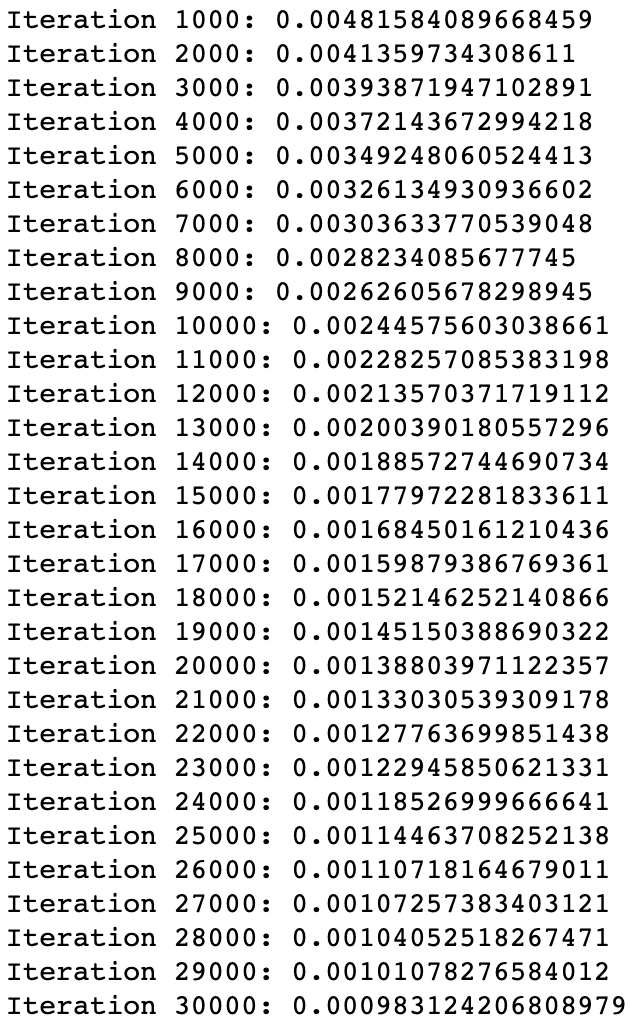 Iteration 1000: 0.00481584089668459
Iteration 2000: 0.0041359734308611
Iteration 3000: 0.00393871947102891
Iteration 4000: 0.00372143672994218
Iteration 5000: 0.00349248060524413
Iteration 6000: 0.00326134930936602
Iteration 7000: 0.00303633770539048
Iteration 8000: 0.0028234085677745
Iteration 9000: 0.00262605678298945
Iteration 10000: 0.00244575603038661
Iteration 11000: 0.00228257085383198
Iteration 12000: 0.00213570371719112
Iteration 13000: 0.00200390180557296
Iteration 14000: 0.00188572744690734
Iteration 15000: 0.00177972281833611
Iteration 16000: 0.00168450161210436
Iteration 17000: 0.00159879386769361
Iteration 18000: 0.00152146252140866
Iteration 19000: 0.00145150388690322
Iteration 20000: 0.00138803971122357
Iteration 21000: 0.00133030539309178
Iteration 22000: 0.00127763699851438
Iteration 23000: 0.00122945850621331
Iteration 24000: 0.00118526999666641
Iteration 25000: 0.00114463708252138
Iteration 26000: 0.00110718164679011
Iteration 27000: 0.00107257383403121
Iteration 28000: 0.00104052518267471
Iteration 29000: 0.00101078276584012
Iteration 30000: 0.000983124206808979